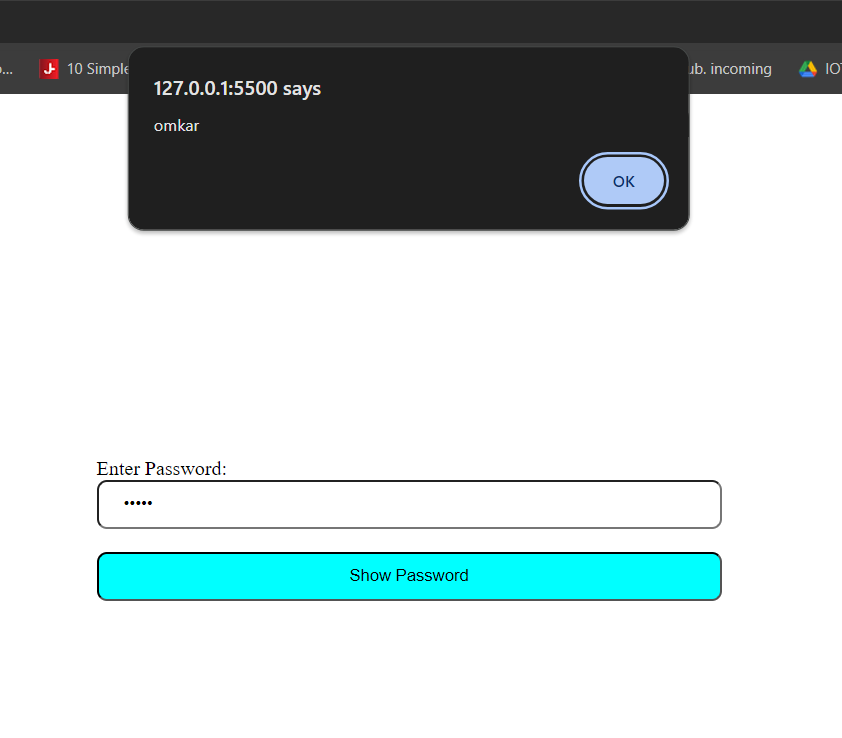 10 Simple
ub. incoming
IO
127.0.0.1:5500 says
omkar
OK
Enter Password:
•••••
Show Password